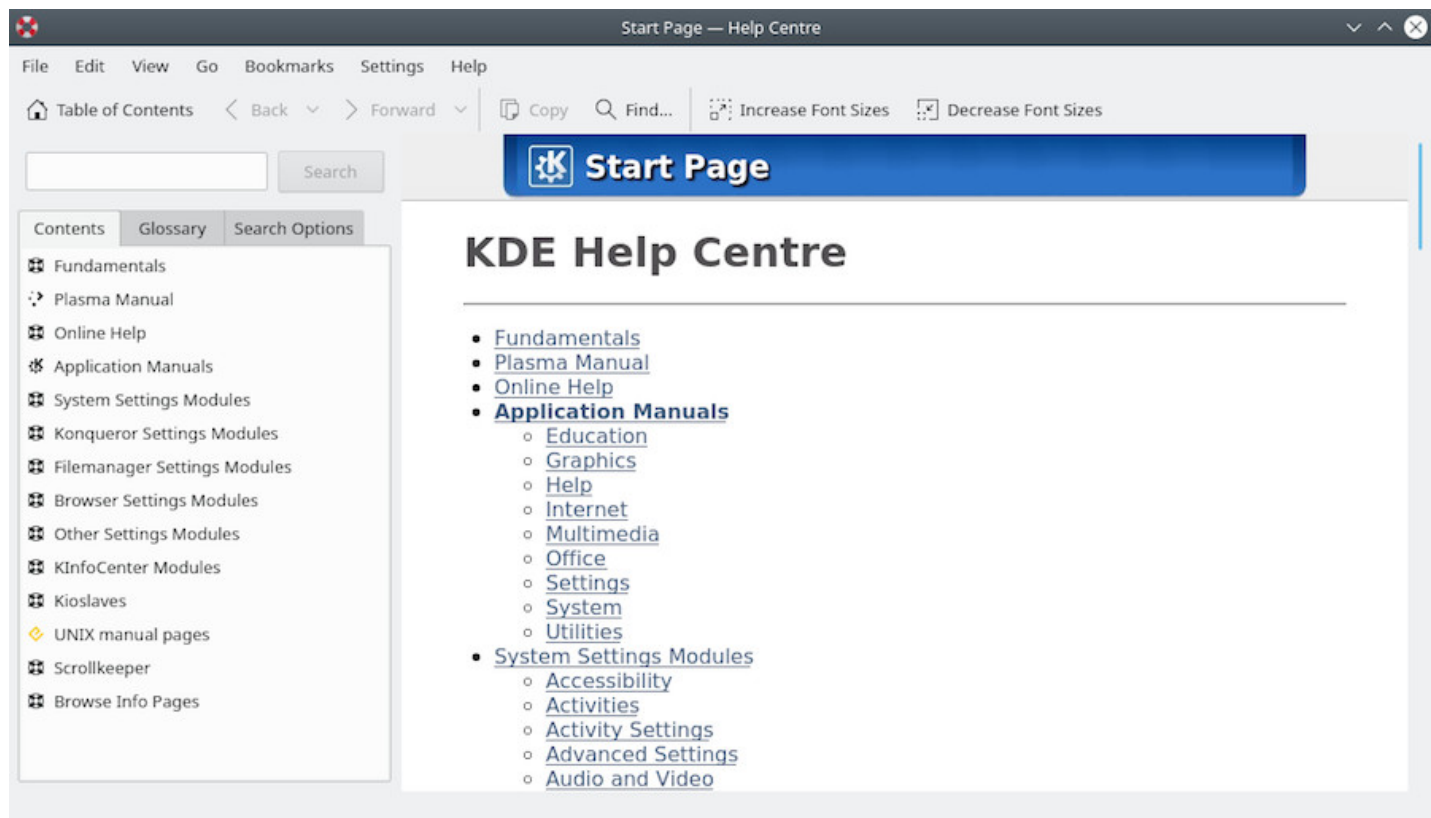 Start Page — Help Centre
File Edit View Go Bookmarks Settings Help
Table of Contents Back Forward Copy Find... Increase Font Sizes Decrease Font Sizes
Search
Contents Glossary Search Options
Fundamentals
Plasma Manual
Online Help
Application Manuals
System Settings Modules
Konqueror Settings Modules
Filemanager Settings Modules
Browser Settings Modules
Other Settings Modules
KInfoCenter Modules
Kioslaves
UNIX manual pages
Scrollkeeper
Browse Info Pages
Start Page
KDE Help Centre
Fundamentals
Plasma Manual
Online Help
Application Manuals
Education
Graphics
Help
Internet
Multimedia
Office
Settings
System
Utilities
System Settings Modules
Accessibility
Activities
Activity Settings
Advanced Settings
Audio and Video